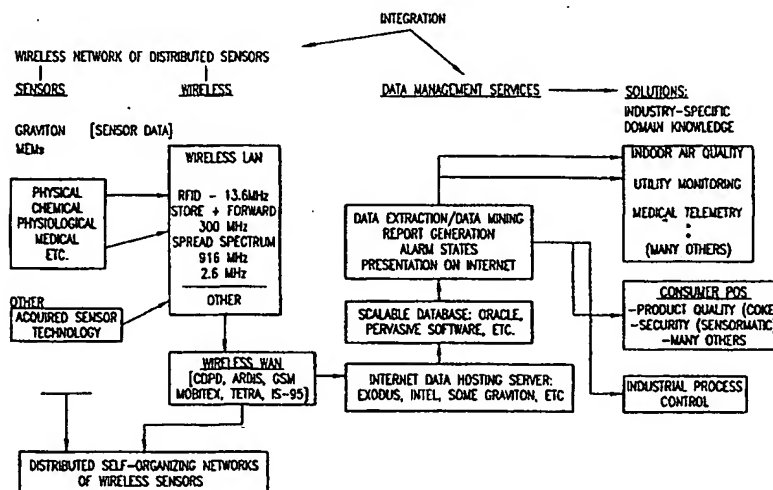 INTEGRATION
WIRELESS NETWORK OF DISTRIBUTED SENSORS
SENSORS
WIRELESS
DATA MANAGEMENT SERVICES
SOLUTIONS:
INDUSTRY-SPECIFIC
DOMAIN KNOWLEDGE
GRAVITON
[SENSOR DATA]
MEMs
PHYSICAL
CHEMICAL
PHYSIOLOGICAL
MEDICAL
ETC.
OTHER
ACQUIRED SENSOR
TECHNOLOGY
WIRELESS LAN
RFID - 13.6MHz
STORE + FORWARD
300 MHz
SPREAD SPECTRUM
916 MHz
2.6 MHz
OTHER
WIRELESS WAN
[CDPD, ARDIS, GSM
MOBITEX, TETRA, IS-95]
DISTRIBUTED SELF-ORGANIZING NETWORKS
OF WIRELESS SENSORS
DATA EXTRACTION/DATA MINING
REPORT GENERATION
ALARM STATES
PRESENTATION ON INTERNET
SCALABLE DATABASE: ORACLE,
PERVASIVE SOFTWARE, ETC.
INTERNET DATA HOSTING SERVER:
EXODUS, INTEL, SOME GRAVITON, ETC
INDOOR AIR QUALITY
UTILITY MONITORING
MEDICAL TELEMETRY
(MANY OTHERS)
CONSUMER POS
-PRODUCT QUALITY (COKE
-SECURITY (SENSORMATIC)
-MANY OTHERS
INDUSTRIAL PROCESS
CONTROL